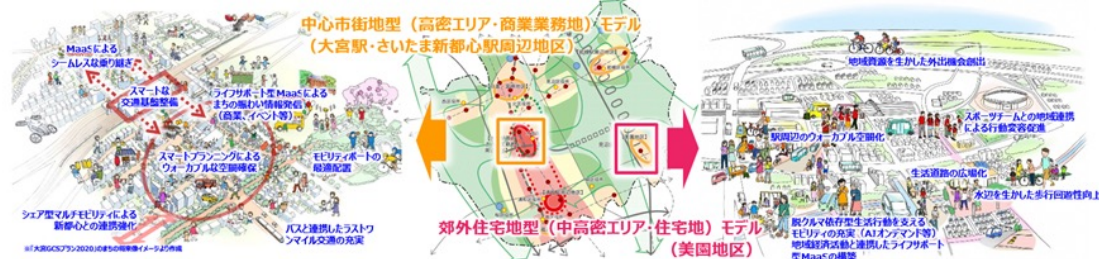 中心市街地型（高密エリア・商業業務地）モデル
（大宮駅・さいたま新都心駅周辺地区）
MaaSによる
シームレスな乗り継ぎ
スマートな
交通基盤整備
ライフサポート型MaaSによる
まちの賑わい情報発信
（商業、イベント等）
スマートプランニングによる
ウォーカブルな空間確保
モビリティポートの
最適配置
シェア型マルチモビリティによる
新都心との連携強化
バスと連携したラストワ
ンマイル交通の充実
※『大宮GCSプラン2020』のまちの将来像イメージより作成
郊外住宅地型（中高密エリア・住宅地）モデル
（美園地区）
地域資源を生かした外出機会創出
スポーツチームとの地域連携
による行動変容促進
駅周辺のウォーカブル空間化
生活道路の広場化
水辺を生かした歩行回遊性向上
脱クルマ依存型生活行動を支える
モビリティの充実（AIオンデマンド等）
地域経済活動と連携したライフサポート
型MaaSの構築